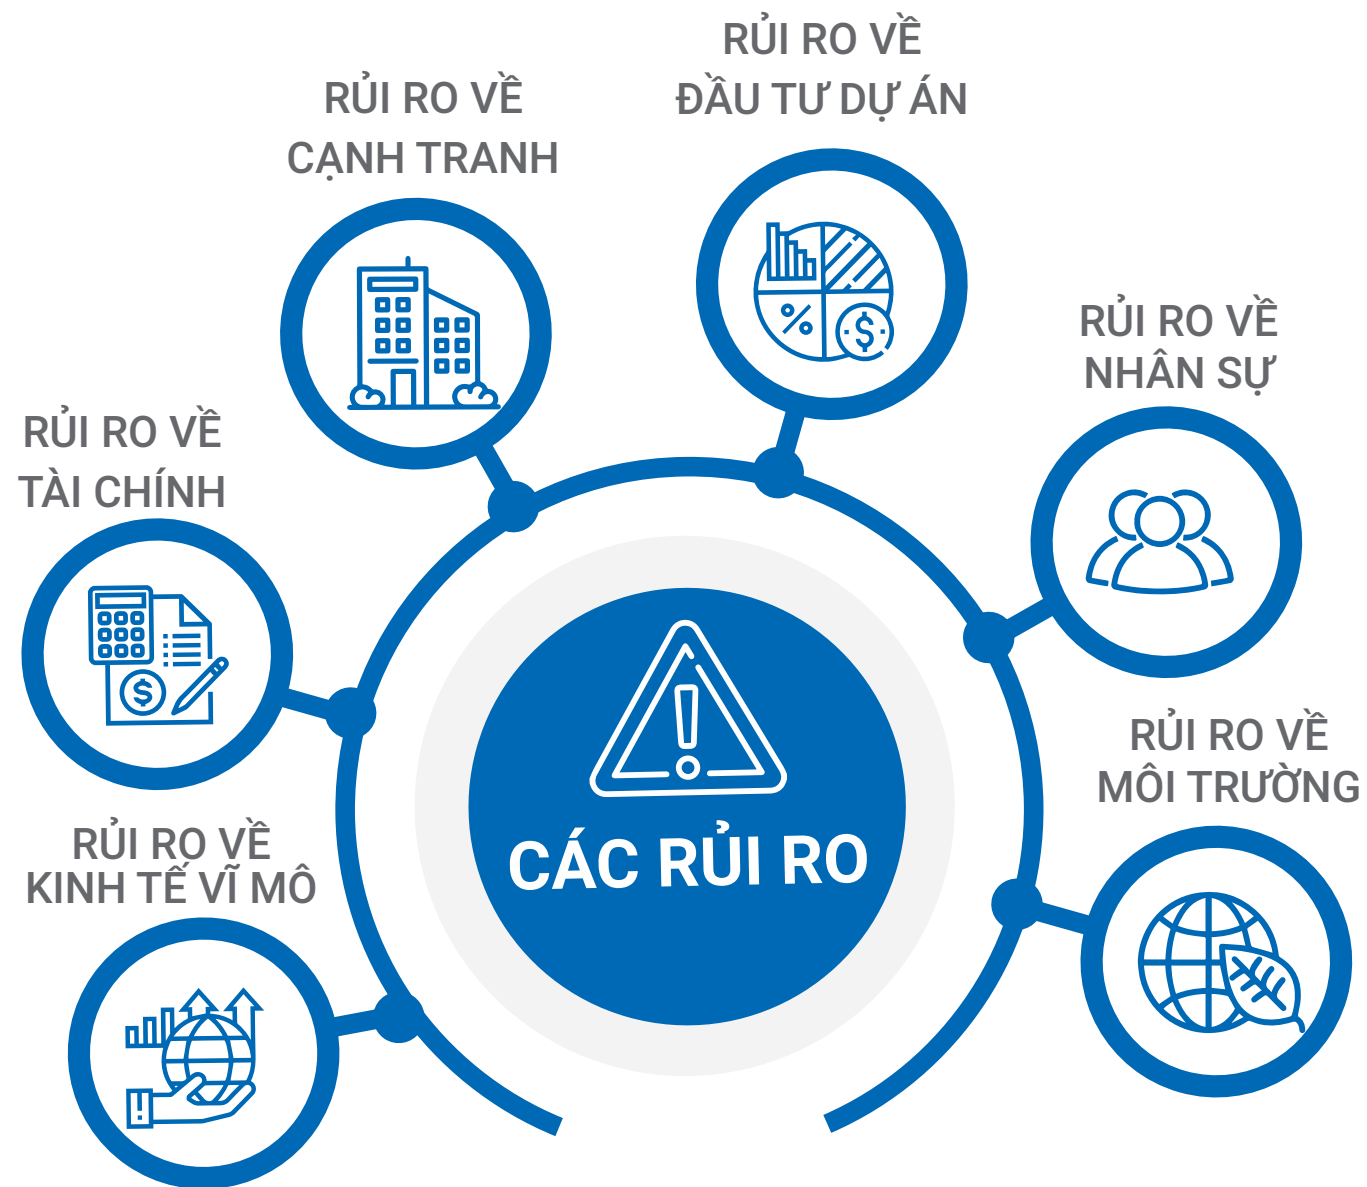 RỦI RO VỀ
ĐẦU TƯ DỰ ÁN
RỦI RO VỀ
CẠNH TRANH
RỦI RO VỀ
NHÂN SỰ
RỦI RO VỀ
TÀI CHÍNH
RỦI RO VỀ
MÔI TRƯỜNG
RỦI RO VỀ
KINH TẾ VĨ MÔ
CÁC RỦI RO